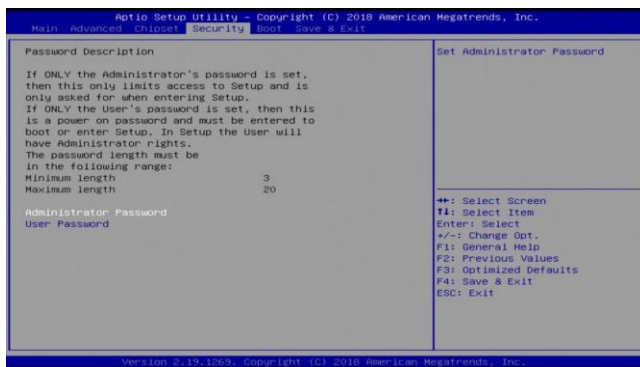 Aptio Setup Utility – Copyright (C) 2018 American Megatrends, Inc.
Main Advanced Chipset Security Boot Save & Exit
Password Description
If ONLY the Administrator's password is set,
then this only limits access to Setup and is
only asked for when entering Setup.
If ONLY the User's password is set, then this
is a power on password and must be entered to
boot or enter Setup. In Setup the User will
have Administrator rights.
The password length must be
in the following range:
Minimum length 3
Maximum length 20
Administrator Password
User Password
Set Administrator Password
→←: Select Screen
↑↓: Select Item
Enter: Select
+/-: Change Opt.
F1: General Help
F2: Previous Values
F3: Optimized Defaults
F4: Save & Exit
ESC: Exit
Version 2.19.1269. Copyright (C) 2018 American Megatrends, Inc.